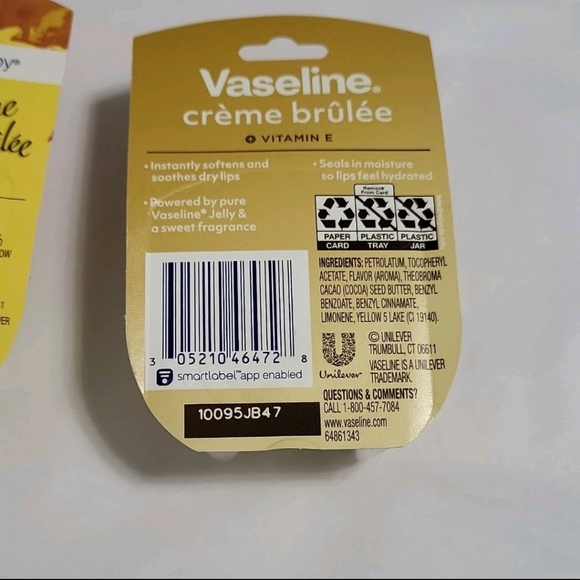 Vaseline®
crème brûlée
+ VITAMIN E
• Instantly softens and
soothes dry lips
• Powered by pure
Vaseline® Jelly &
a sweet fragrance
• Seals in moisture
so lips feel hydrated
Remove
From Card
PAPER PLASTIC PLASTIC
CARD TRAY JAR
INGREDIENTS: PETROLATUM, TOCOPHERYL
ACETATE, FLAVOR (AROMA), THEOBROMA
CACAO (COCOA) SEED BUTTER, BENZYL
BENZOATE, BENZYL CINNAMATE,
LIMONENE, YELLOW 5 LAKE (CI 19140).
3 05210 46472 8
smartlabel™ app enabled
Unilever
© UNILEVER
TRUMBULL, CT 06611
VASELINE IS A UNILEVER
TRADEMARK.
QUESTIONS & COMMENTS?
CALL 1-800-457-7084
www.vaseline.com
64861343
10095JB47